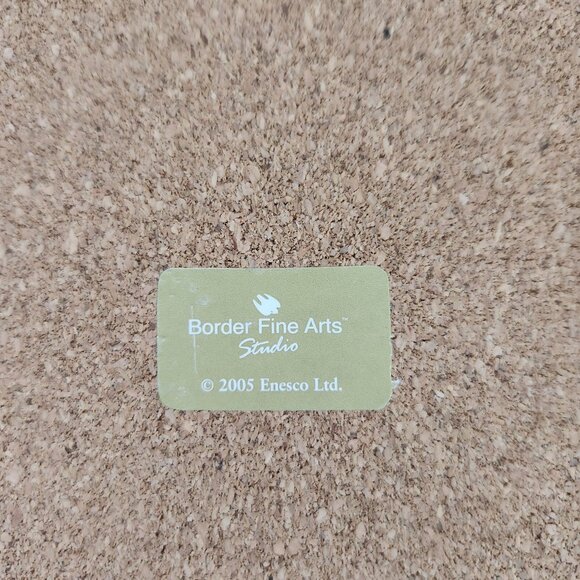 Border Fine Arts™
Studio
© 2005 Enesco Ltd.